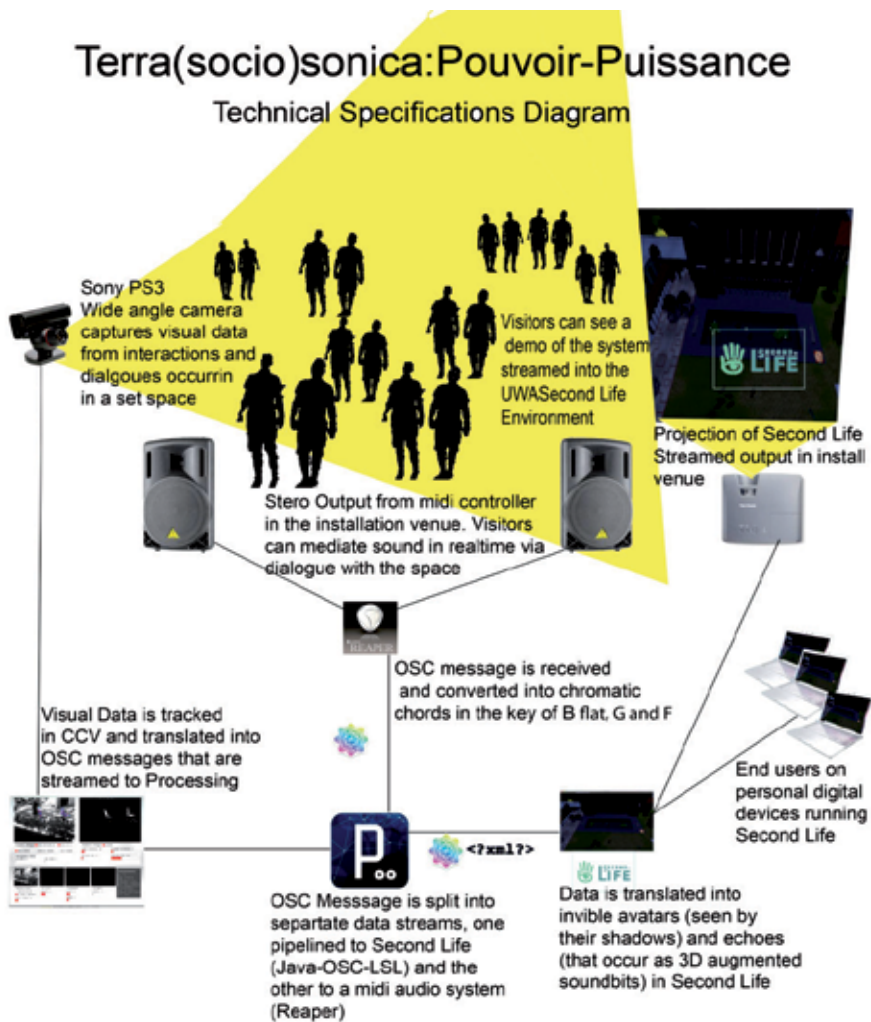 Terra(socio)sonica:Pouvoir-Puissance
Technical Specifications Diagram
Sony PS3
Wide angle camera
captures visual data
from interactions and
dialgoues occurrin
in a set space
Visitors can see a
demo of the system
streamed into the
UWASecond Life
Environment
SECOND
LIFE
Projection of Second Life
Streamed output in install
venue
Stero Output from midi controller
in the installation venue. Visitors
can mediate sound in realtime via
dialogue with the space
REAPER
OSC message is received
and converted into chromatic
chords in the key of B flat, G and F
Visual Data is tracked
in CCV and translated into
OSC messages that are
streamed to Processing
End users on
personal digital
devices running
Second Life
P
<?xml?>
LIFE
OSC Messsage is split into
separtate data streams, one
pipelined to Second Life
(Java-OSC-LSL) and the
other to a midi audio system
(Reaper)
Data is translated into
invible avatars (seen by
their shadows) and echoes
(that occur as 3D augmented
soundbits) in Second Life